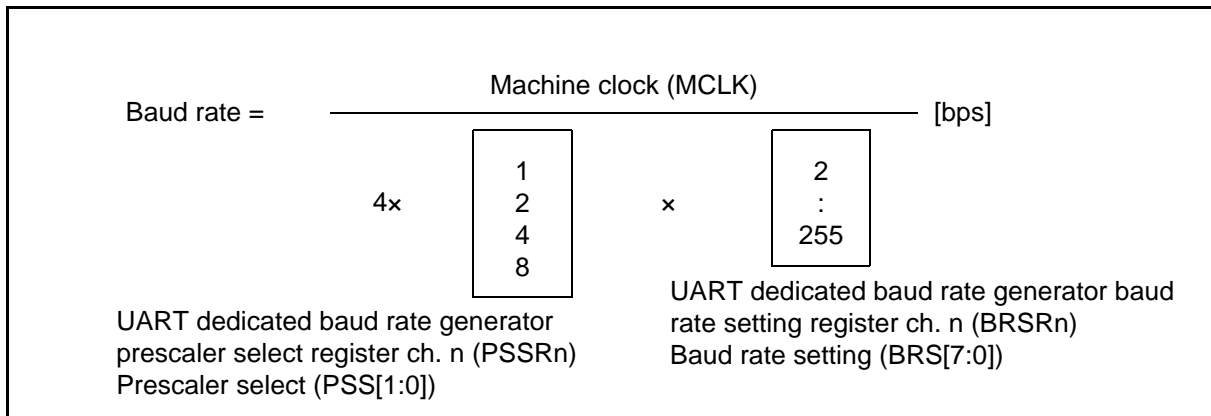 Machine clock (MCLK)
Baud rate =
[bps]
4×
1
2
4
8
×
2
:
255
UART dedicated baud rate generator
prescaler select register ch. n (PSSRn)
Prescaler select (PSS[1:0])
UART dedicated baud rate generator baud
rate setting register ch. n (BRSRn)
Baud rate setting (BRS[7:0])